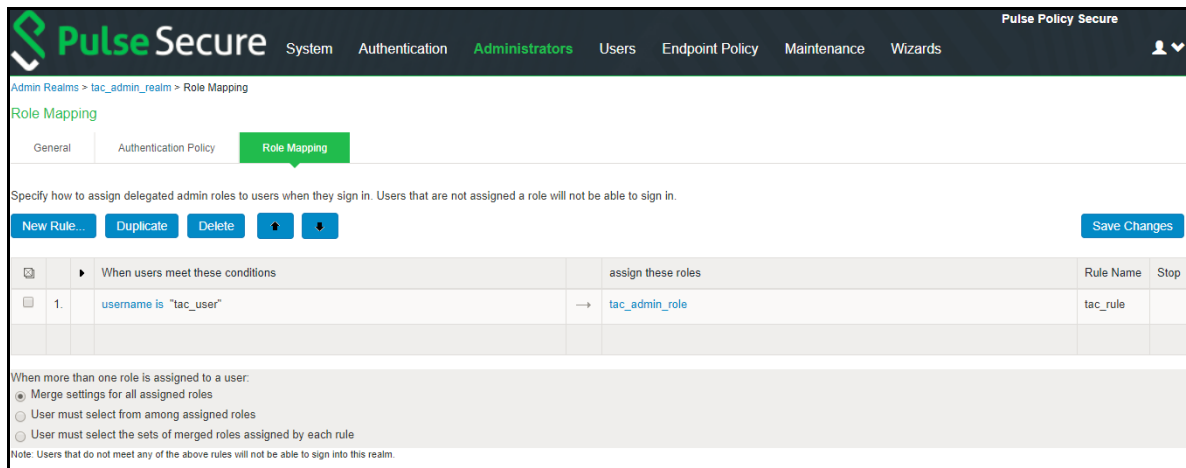 Pulse Policy Secure
Pulse Secure System Authentication Administrators Users Endpoint Policy Maintenance Wizards
Admin Realms > tac_admin_realm > Role Mapping
Role Mapping
General Authentication Policy Role Mapping
Specify how to assign delegated admin roles to users when they sign in. Users that are not assigned a role will not be able to sign in.
New Rule... Duplicate Delete Save Changes
When users meet these conditions assign these roles Rule Name Stop
1. username is "tac_user" → tac_admin_role tac_rule
When more than one role is assigned to a user:
Merge settings for all assigned roles
User must select from among assigned roles
User must select the sets of merged roles assigned by each rule
Note: Users that do not meet any of the above rules will not be able to sign into this realm.